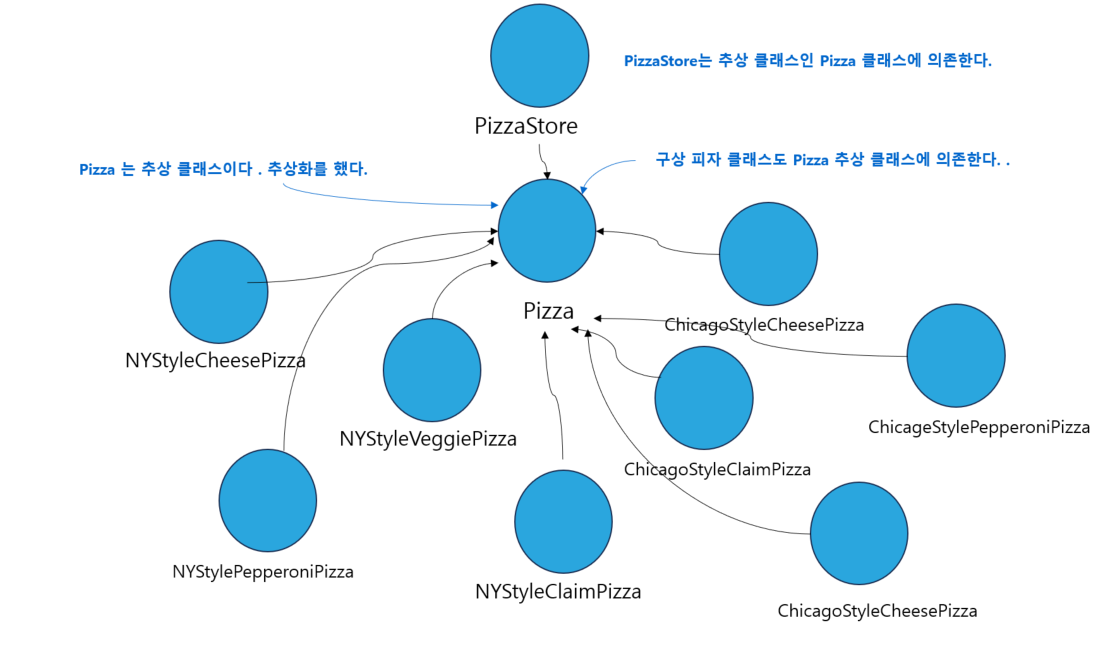 PizzaStore는 추상 클래스인 Pizza 클래스에 의존한다.
PizzaStore
Pizza 는 추상 클래스이다 . 추상화를 했다.
구상 피자 클래스도 Pizza 추상 클래스에 의존한다. .
Pizza
ChicagoStyleCheesePizza
NYStyleCheesePizza
ChicageStylePepperoniPizza
NYStyleVeggiePizza
ChicagoStyleClaimPizza
NYStylePepperoniPizza
NYStyleClaimPizza
ChicagoStyleCheesePizza